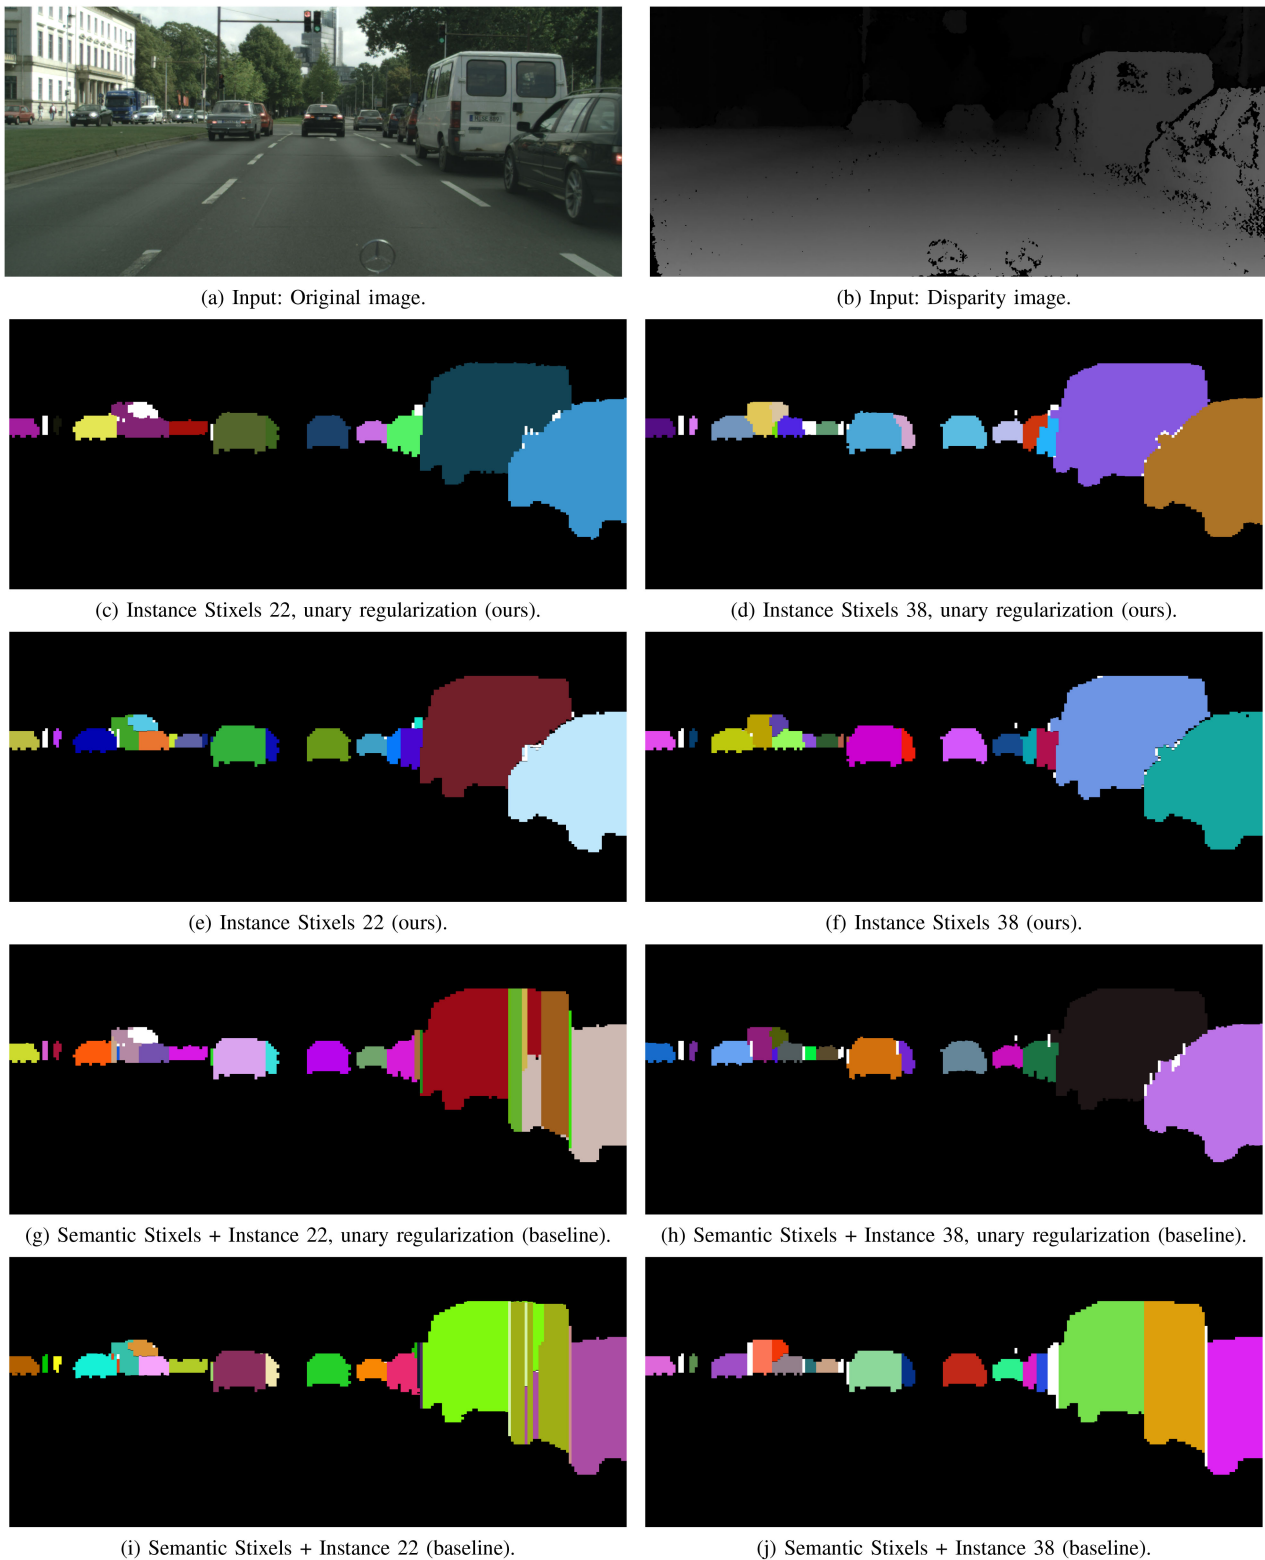 (a) Input: Original image.
(b) Input: Disparity image.
(c) Instance Stixels 22, unary regularization (ours).
(d) Instance Stixels 38, unary regularization (ours).
(e) Instance Stixels 22 (ours).
(f) Instance Stixels 38 (ours).
(g) Semantic Stixels + Instance 22, unary regularization (baseline).
(h) Semantic Stixels + Instance 38, unary regularization (baseline).
(i) Semantic Stixels + Instance 22 (baseline).
(j) Semantic Stixels + Instance 38 (baseline).